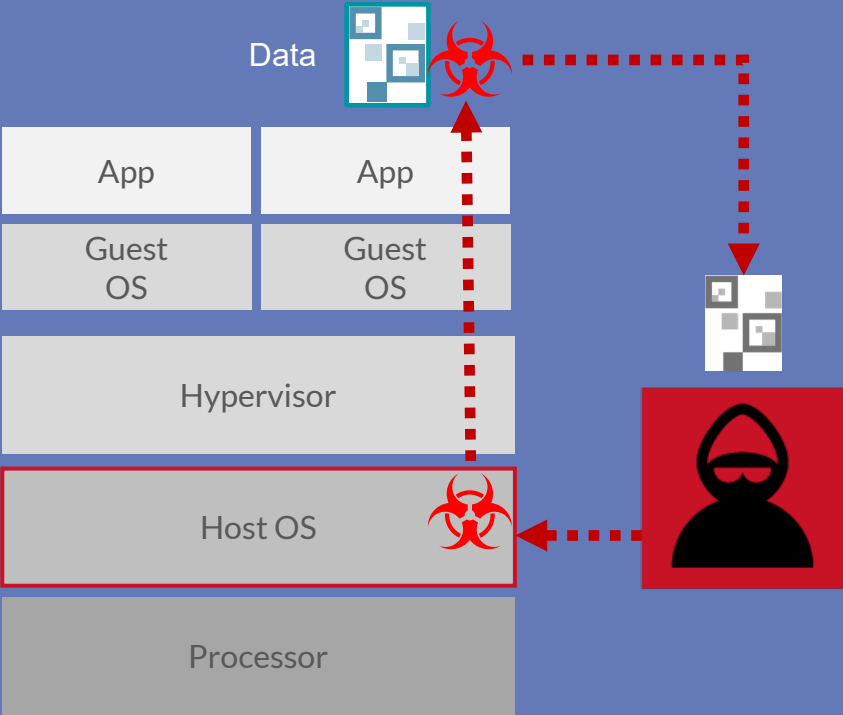 Data
App
App
Guest
OS
Guest
OS
Hypervisor
Host OS
Processor